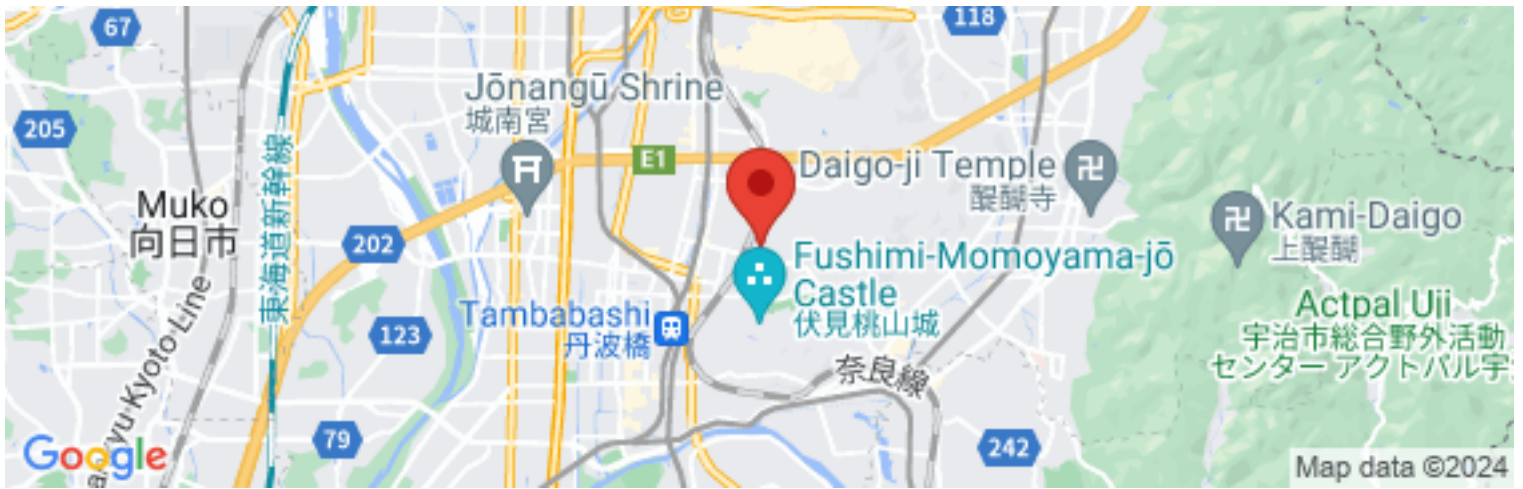 67
118
Jōnangū Shrine
城南宮
205
E1
Daigo-ji Temple
醍醐寺
Muko
向日市
東海道新幹線
202
Kami-Daigo
上醍醐
Fushimi-Momoyama-jō
Castle
伏見桃山城
Tambabashi
丹波橋
123
Actpal Uji
宇治市総合野外活動
センター アクトパル宇
奈良線
yu Kyoto Line
79
242
Google
Map data ©2024